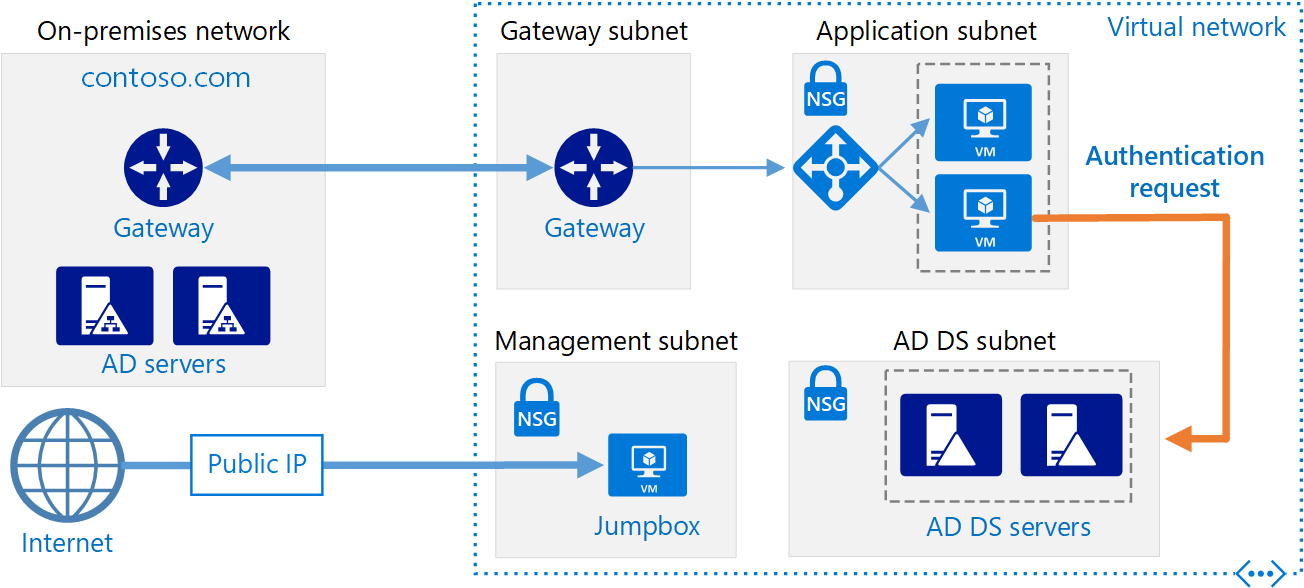 On-premises network
contoso.com
Gateway
AD servers
Internet
Public IP
Virtual network
Gateway subnet
Gateway
Application subnet
NSG
VM
VM
Authentication
request
Management subnet
NSG
VM
Jumpbox
AD DS subnet
NSG
AD DS servers